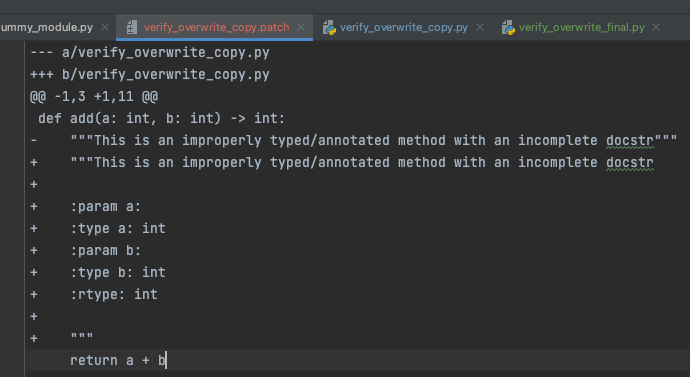 ummy_module.py verify_overwrite_copy.patch verify_overwrite_copy.py verify_overwrite_final.py
--- a/verify_overwrite_copy.py
+++ b/verify_overwrite_copy.py
@@ -1,3 +1,11 @@
 def add(a: int, b: int) -> int:
-    """This is an improperly typed/annotated method with an incomplete docstr"""
+    """This is an improperly typed/annotated method with an incomplete docstr
+
+    :param a:
+    :type a: int
+    :param b:
+    :type b: int
+    :rtype: int
+
+    """
     return a + b